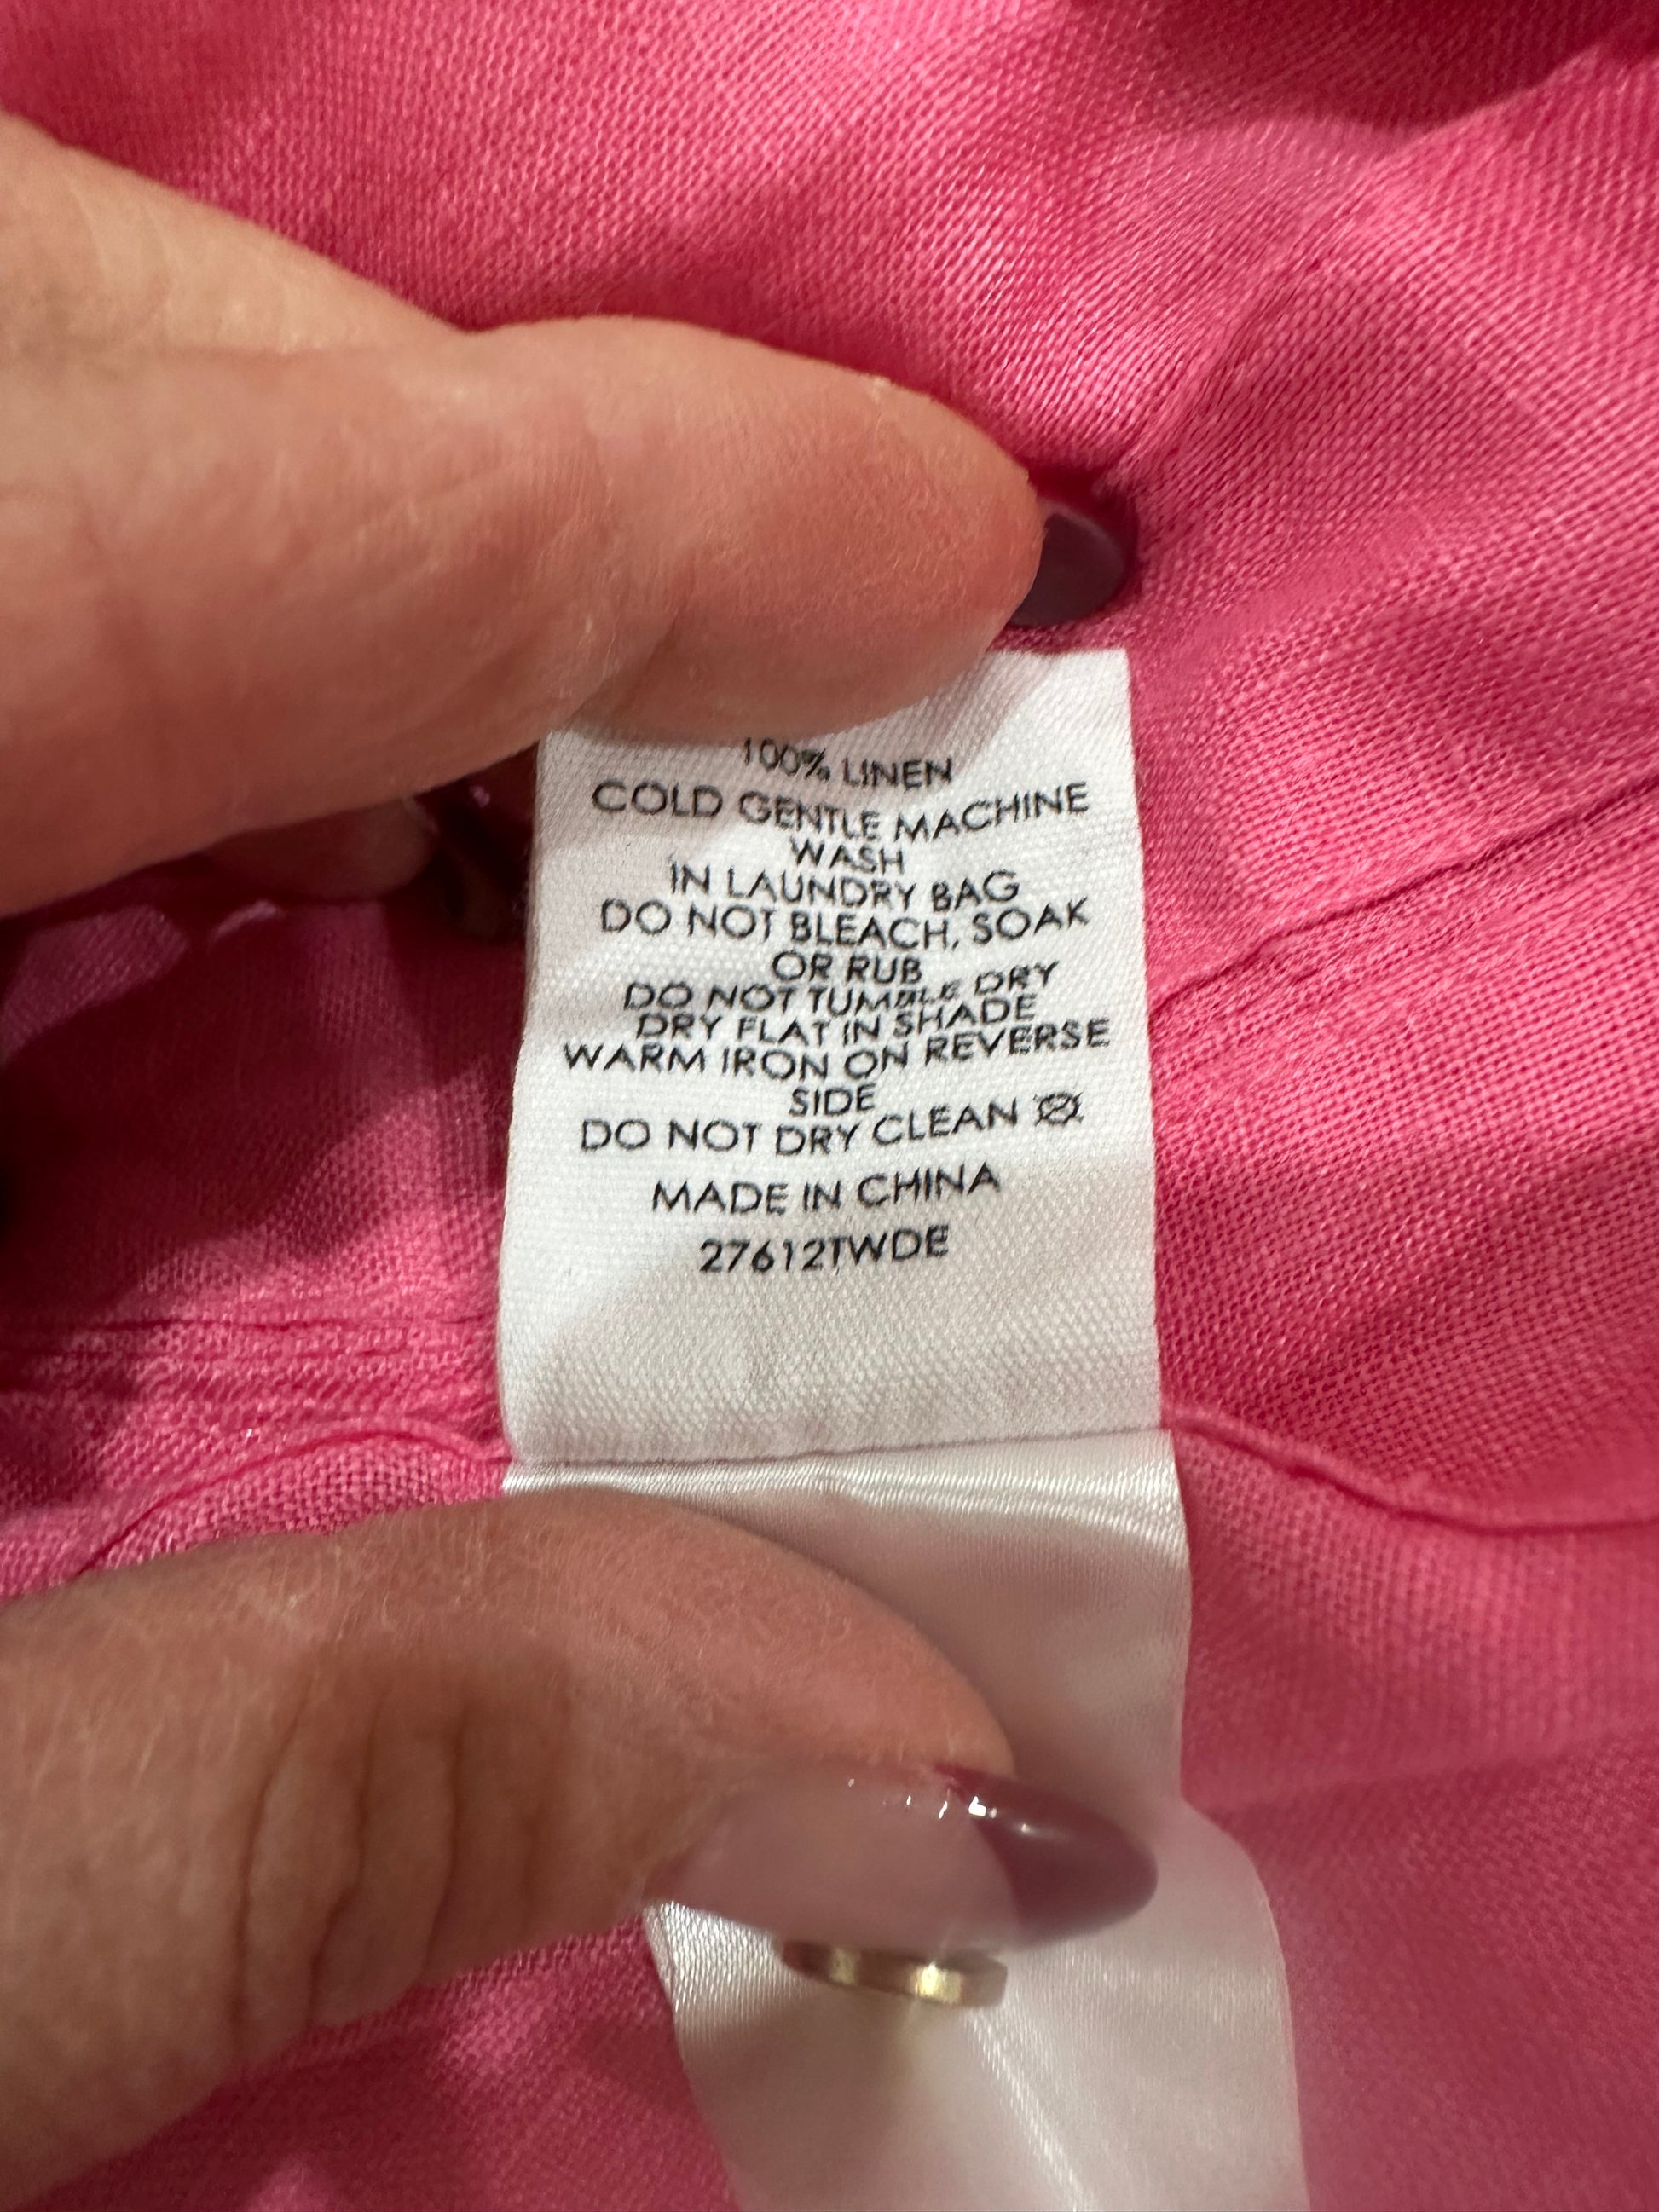 100% LINEN
COLD GENTLE MACHINE
WASH
IN LAUNDRY BAG
DO NOT BLEACH, SOAK
OR RUB
DO NOT TUMBLE DRY
DRY FLAT IN SHADE
WARM IRON ON REVERSE
SIDE
DO NOT DRY CLEAN
MADE IN CHINA
27612TWDE